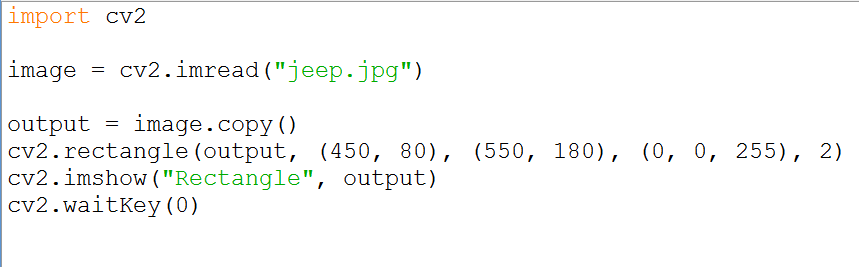 import cv2
image = cv2.imread("jeep.jpg")
output = image.copy()
cv2.rectangle(output, (450, 80), (550, 180), (0, 0, 255), 2)
cv2.imshow("Rectangle", output)
cv2.waitKey(0)